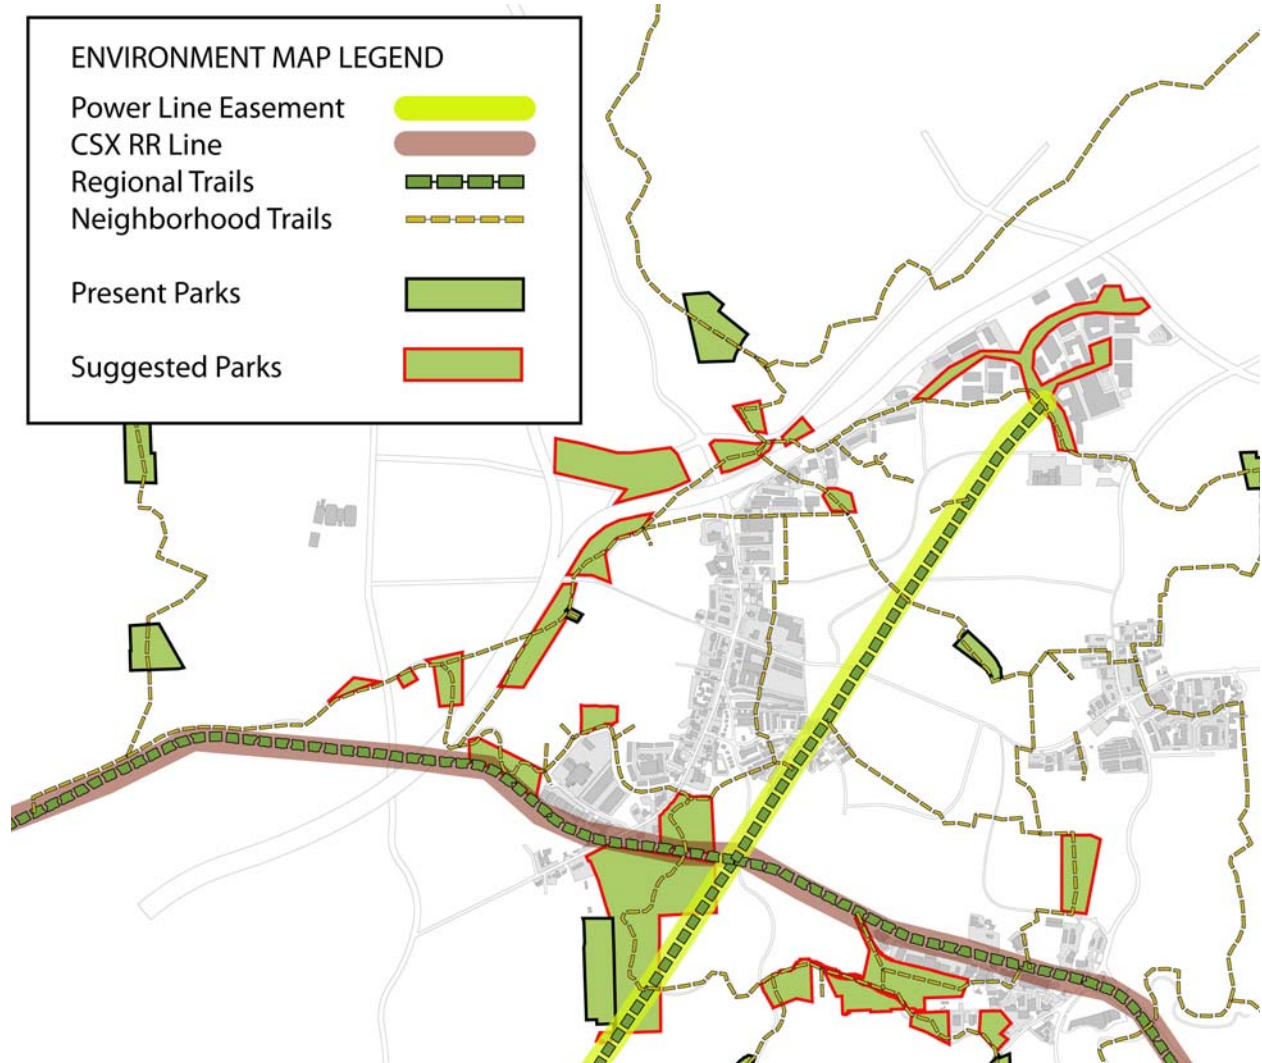 ENVIRONMENT MAP LEGEND
Power Line Easement
CSX RR Line
Regional Trails
Neighborhood Trails
Present Parks
Suggested Parks